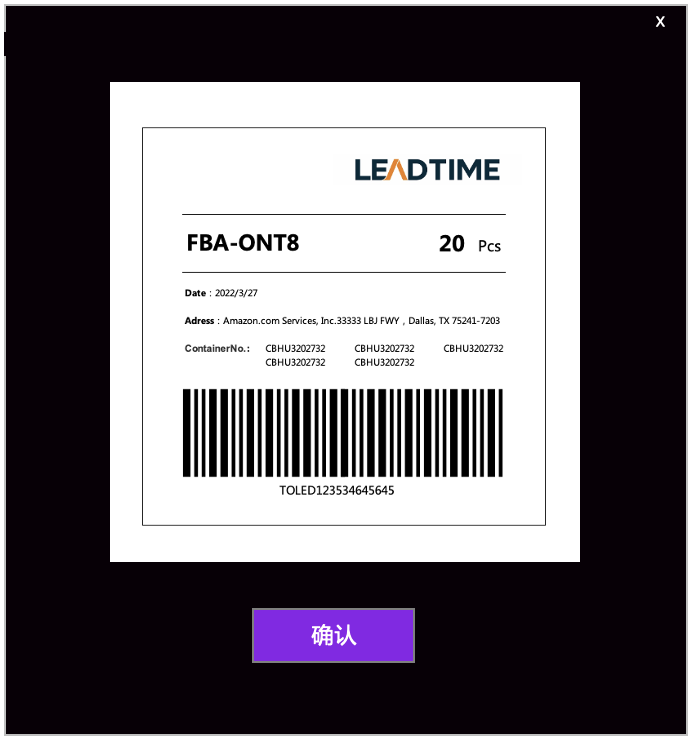 X
LEADTIME
FBA-ONT8 20 Pcs
Date : 2022/3/27
Adress : Amazon.com Services, Inc.33333 LBJ FWY , Dallas, TX 75241-7203
ContainerNo.: CBHU3202732 CBHU3202732 CBHU3202732
CBHU3202732 CBHU3202732
TOLED123534645645
确认